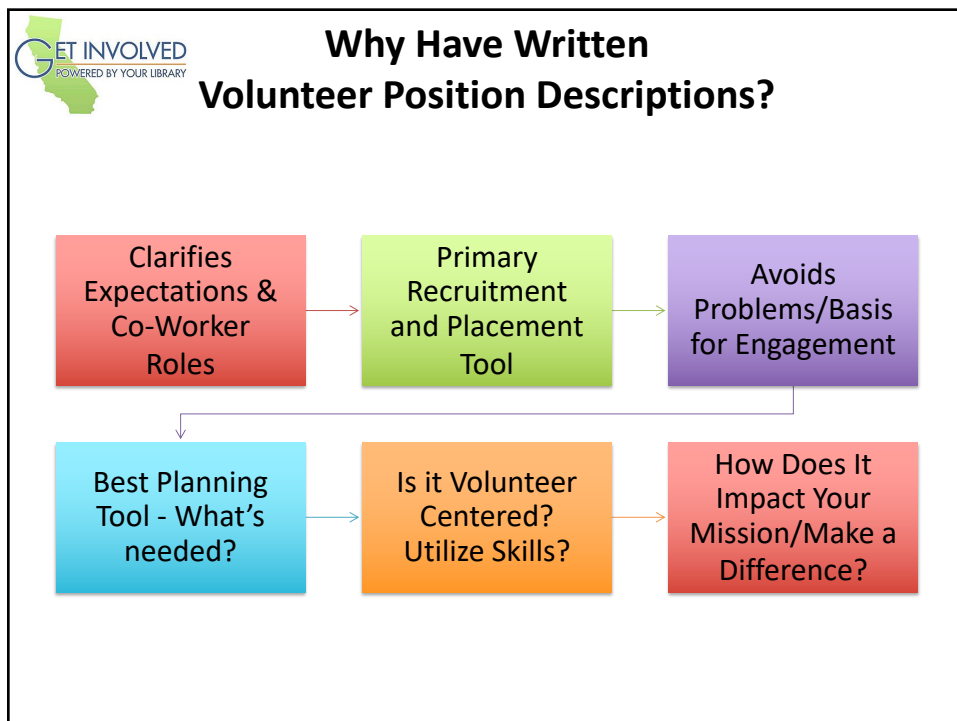 GET INVOLVED
POWERED BY YOUR LIBRARY
Why Have Written
Volunteer Position Descriptions?
Clarifies
Expectations &
Co-Worker
Roles
Primary
Recruitment
and Placement
Tool
Avoids
Problems/Basis
for Engagement
Best Planning
Tool - What’s
needed?
Is it Volunteer
Centered?
Utilize Skills?
How Does It
Impact Your
Mission/Make a
Difference?